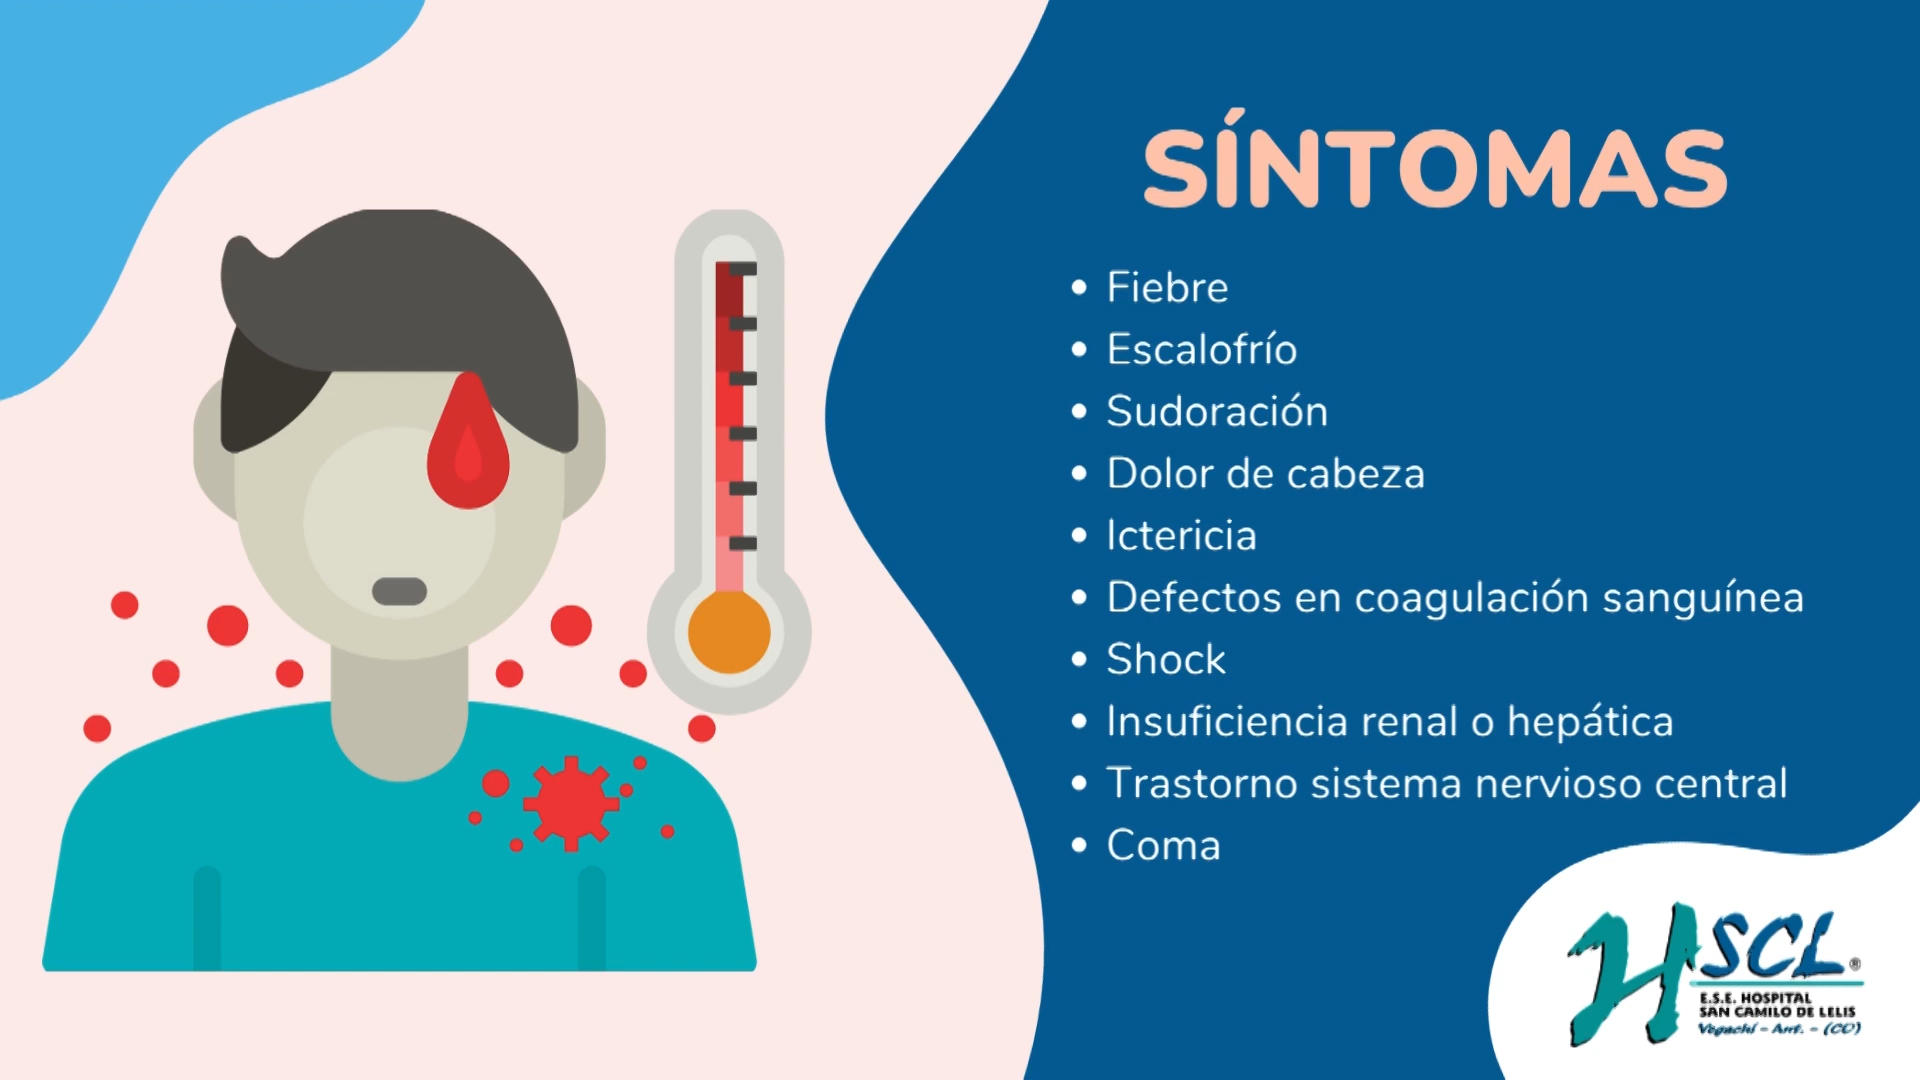 SÍNTOMAS
Fiebre
Escalofrío
Sudoración
Dolor de cabeza
Ictericia
Defectos en coagulación sanguínea
Shock
Insuficiencia renal o hepática
Trastorno sistema nervioso central
Coma
HSCL®
E.S.E. HOSPITAL
SAN CAMILO DE LELIS
Vegachí - Ant. - (CO)